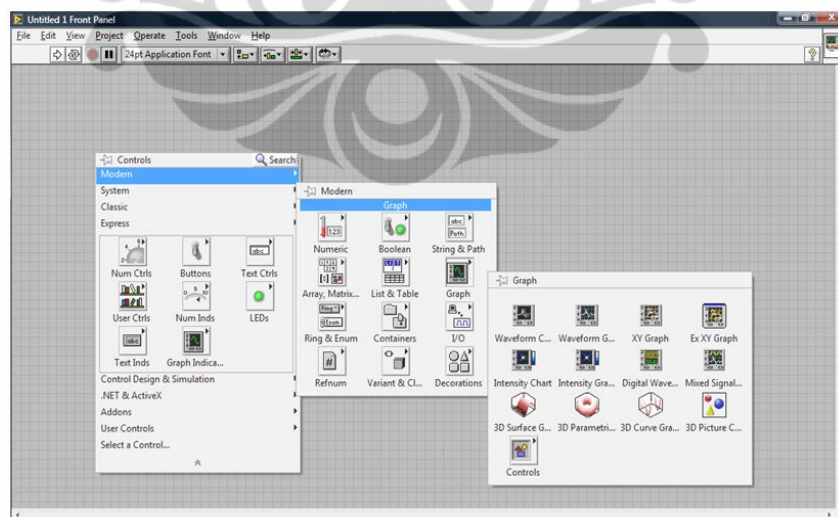 Untitled 1 Front Panel
File Edit View Project Operate Tools Window Help
24pt Application Font
Controls Search
Modern
System
Classic
Express
Num Ctrls Buttons Text Ctrls
User Ctrls Num Inds LEDs
Text Inds Graph Indica...
Control Design & Simulation
.NET & ActiveX
Addons
User Controls
Select a Control...
Modern
Graph
Numeric Boolean String & Path
Array, Matrix... List & Table Graph
Ring & Enum Containers I/O
Refnum Variant & Cl... Decorations
Graph
Waveform C... Waveform G... XY Graph Ex XY Graph
Intensity Chart Intensity Gra... Digital Wave... Mixed Signal...
3D Surface G... 3D Parametri... 3D Curve Gra... 3D Picture C...
Controls